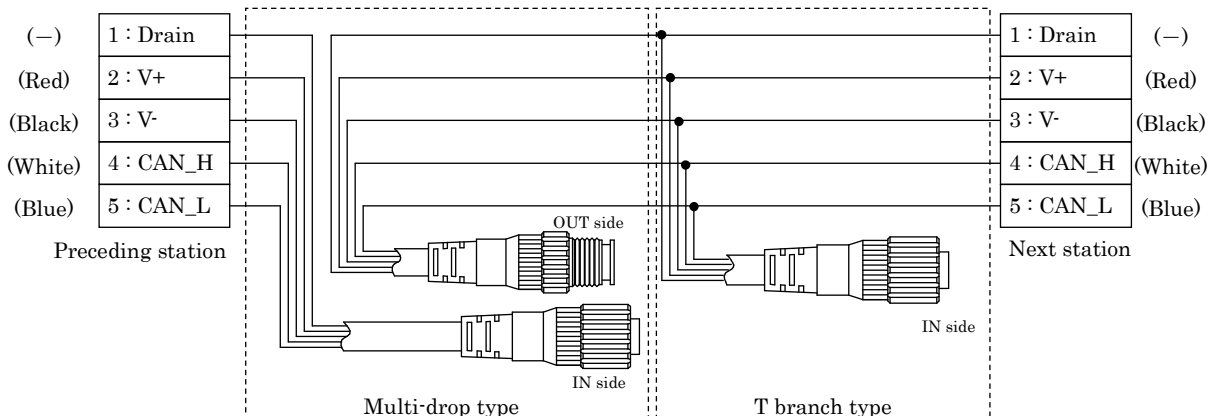 (−) 1 : Drain 1 : Drain (−)
(Red) 2 : V+ 2 : V+ (Red)
(Black) 3 : V- 3 : V- (Black)
(White) 4 : CAN_H 4 : CAN_H (White)
(Blue) 5 : CAN_L 5 : CAN_L (Blue)
Preceding station OUT side Next station
IN side
IN side
Multi-drop type T branch type